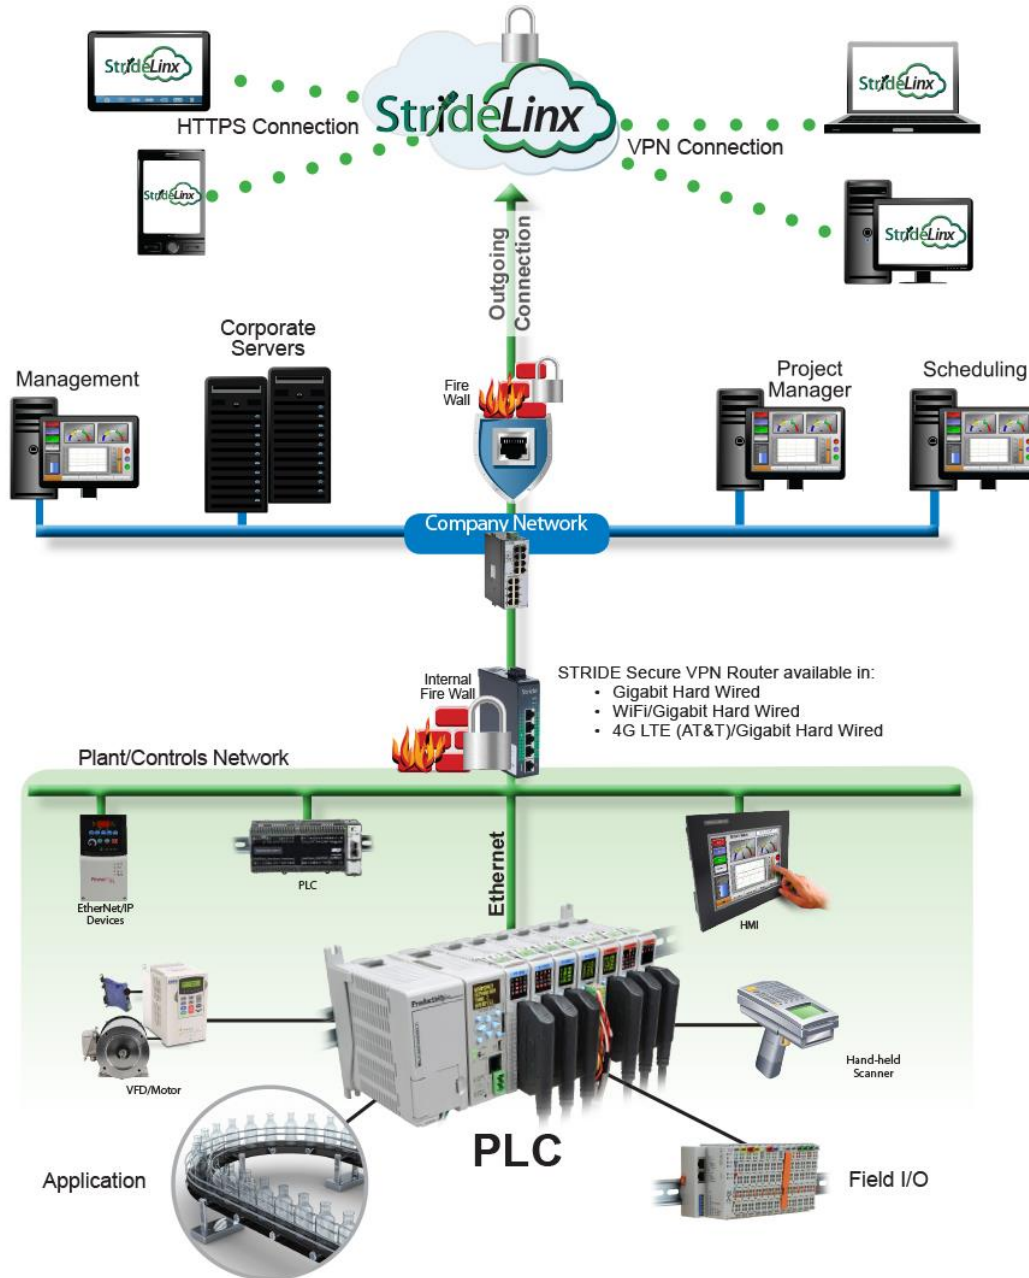 StrideLinx
HTTPS Connection
StrideLinx
StrideLinx
VPN Connection
StrideLinx
StrideLinx
Outgoing
Connection
Management
Corporate
Servers
Fire
Wall
Project
Manager
Scheduling
Company Network
Internal
Fire Wall
Stride
STRIDE Secure VPN Router available in:
• Gigabit Hard Wired
• WiFi/Gigabit Hard Wired
• 4G LTE (AT&T)/Gigabit Hard Wired
Plant/Controls Network
EtherNet/IP
Devices
PLC
Ethernet
HMI
Productivity
VFD/Motor
Hand-held
Scanner
PLC
Application
Field I/O